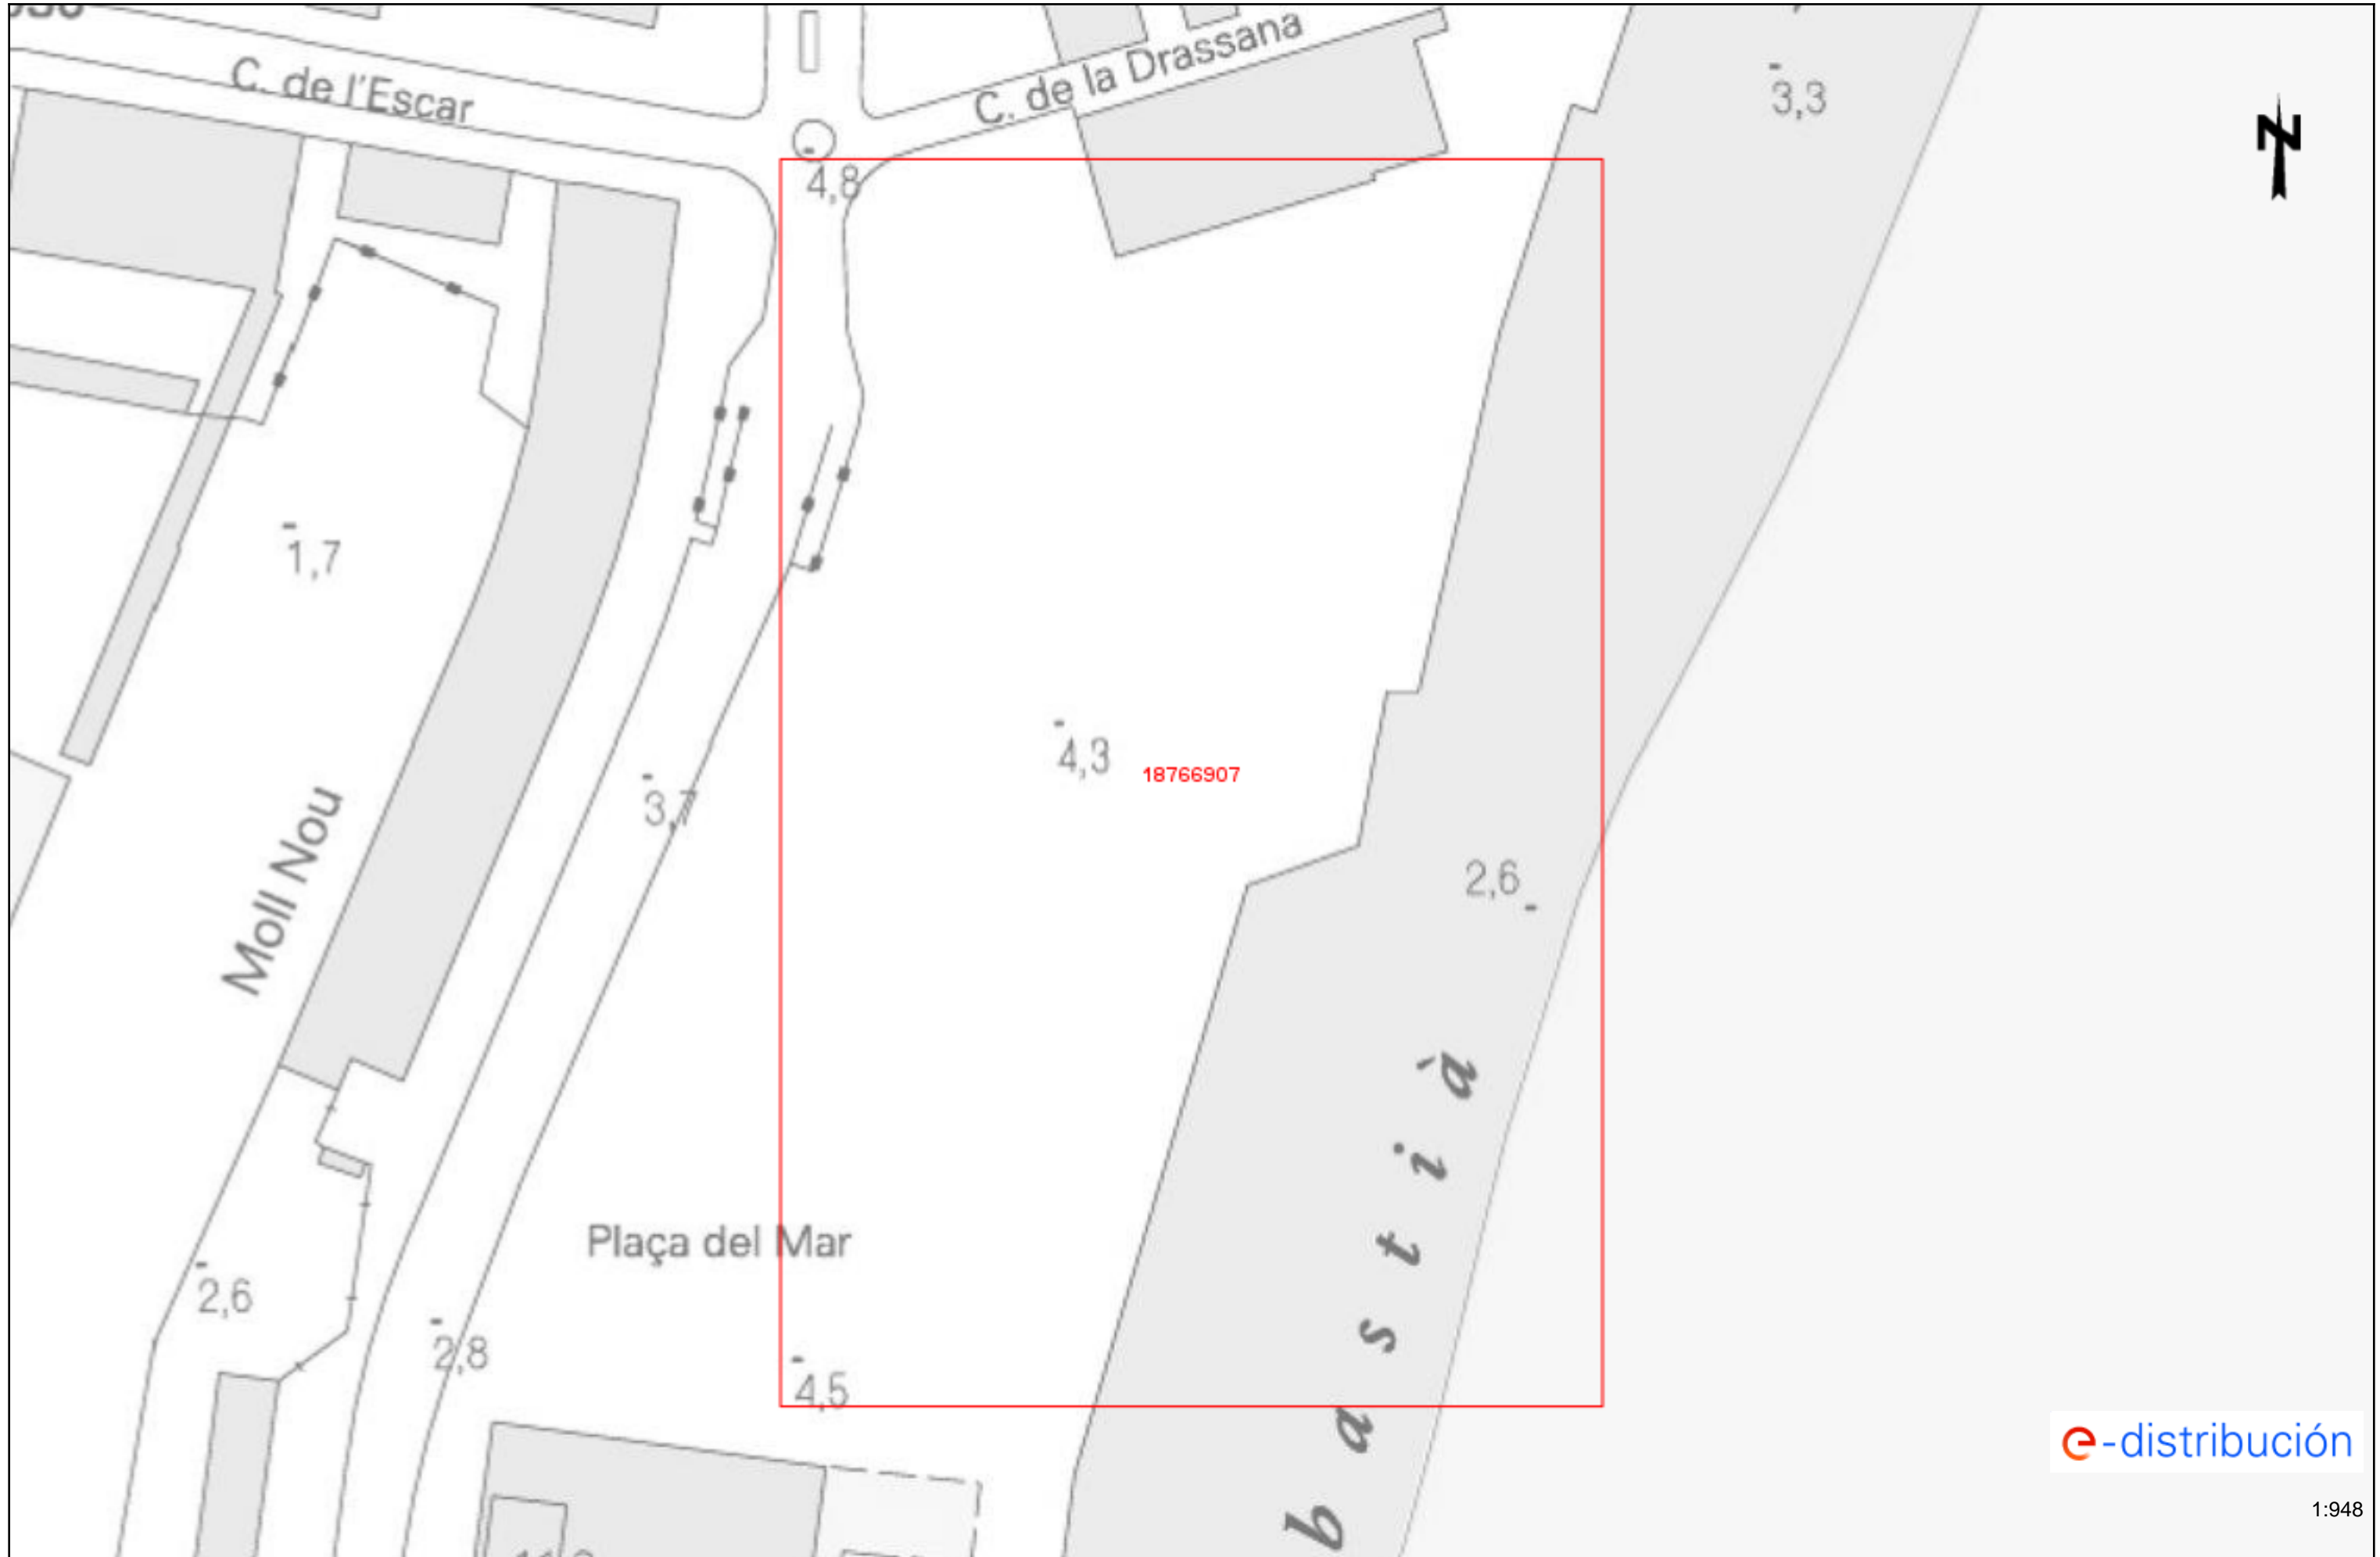 C. de l'Escar
C. de la Drassana
3,3
N
4,8
1,7
4,3
18766907
3,7
Moll Nou
2,6
Plaça del Mar
2,6
2,8
4,5
bastià
e-distribución
1:948